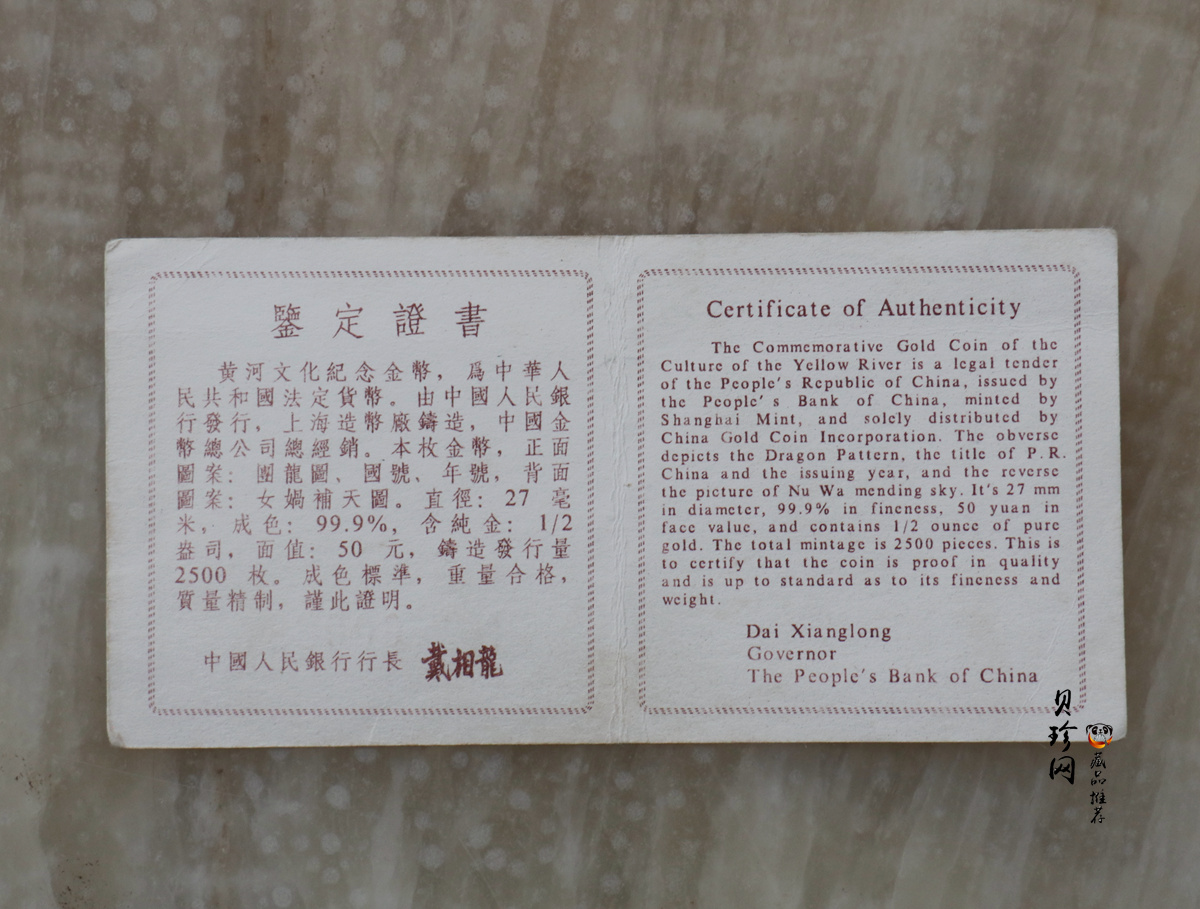 鑒定證書
黃河文化紀念金幣，爲中華人
民共和國法定貨幣。由中國人民銀
行發行，上海造幣廠鑄造，中國金
幣總公司總經銷。本枚金幣，正面
圖案：團龍圖、國號、年號，背面
圖案：女媧補天圖。直徑：27 毫
米，成色：99.9%，含純金：1/2
盎司，面值：50 元，鑄造發行量
2500 枚。成色標準，重量合格，
質量精制，謹此證明。
中國人民銀行行長 戴相龍
Certificate of Authenticity
The Commemorative Gold Coin of the
Culture of the Yellow River is a legal tender
of the People's Republic of China, issued by
the People's Bank of China, minted by
Shanghai Mint, and solely distributed by
China Gold Coin Incorporation. The obverse
depicts the Dragon Pattern, the title of P.R.
China and the issuing year, and the reverse
the picture of Nu Wa mending sky. It's 27 mm
in diameter, 99.9% in fineness, 50 yuan in
face value, and contains 1/2 ounce of pure
gold. The total mintage is 2500 pieces. This is
to certify that the coin is proof in quality
and is up to standard as to its fineness and
weight.
Dai Xianglong
Governor
The People's Bank of China
贝珍网
藏品推荐